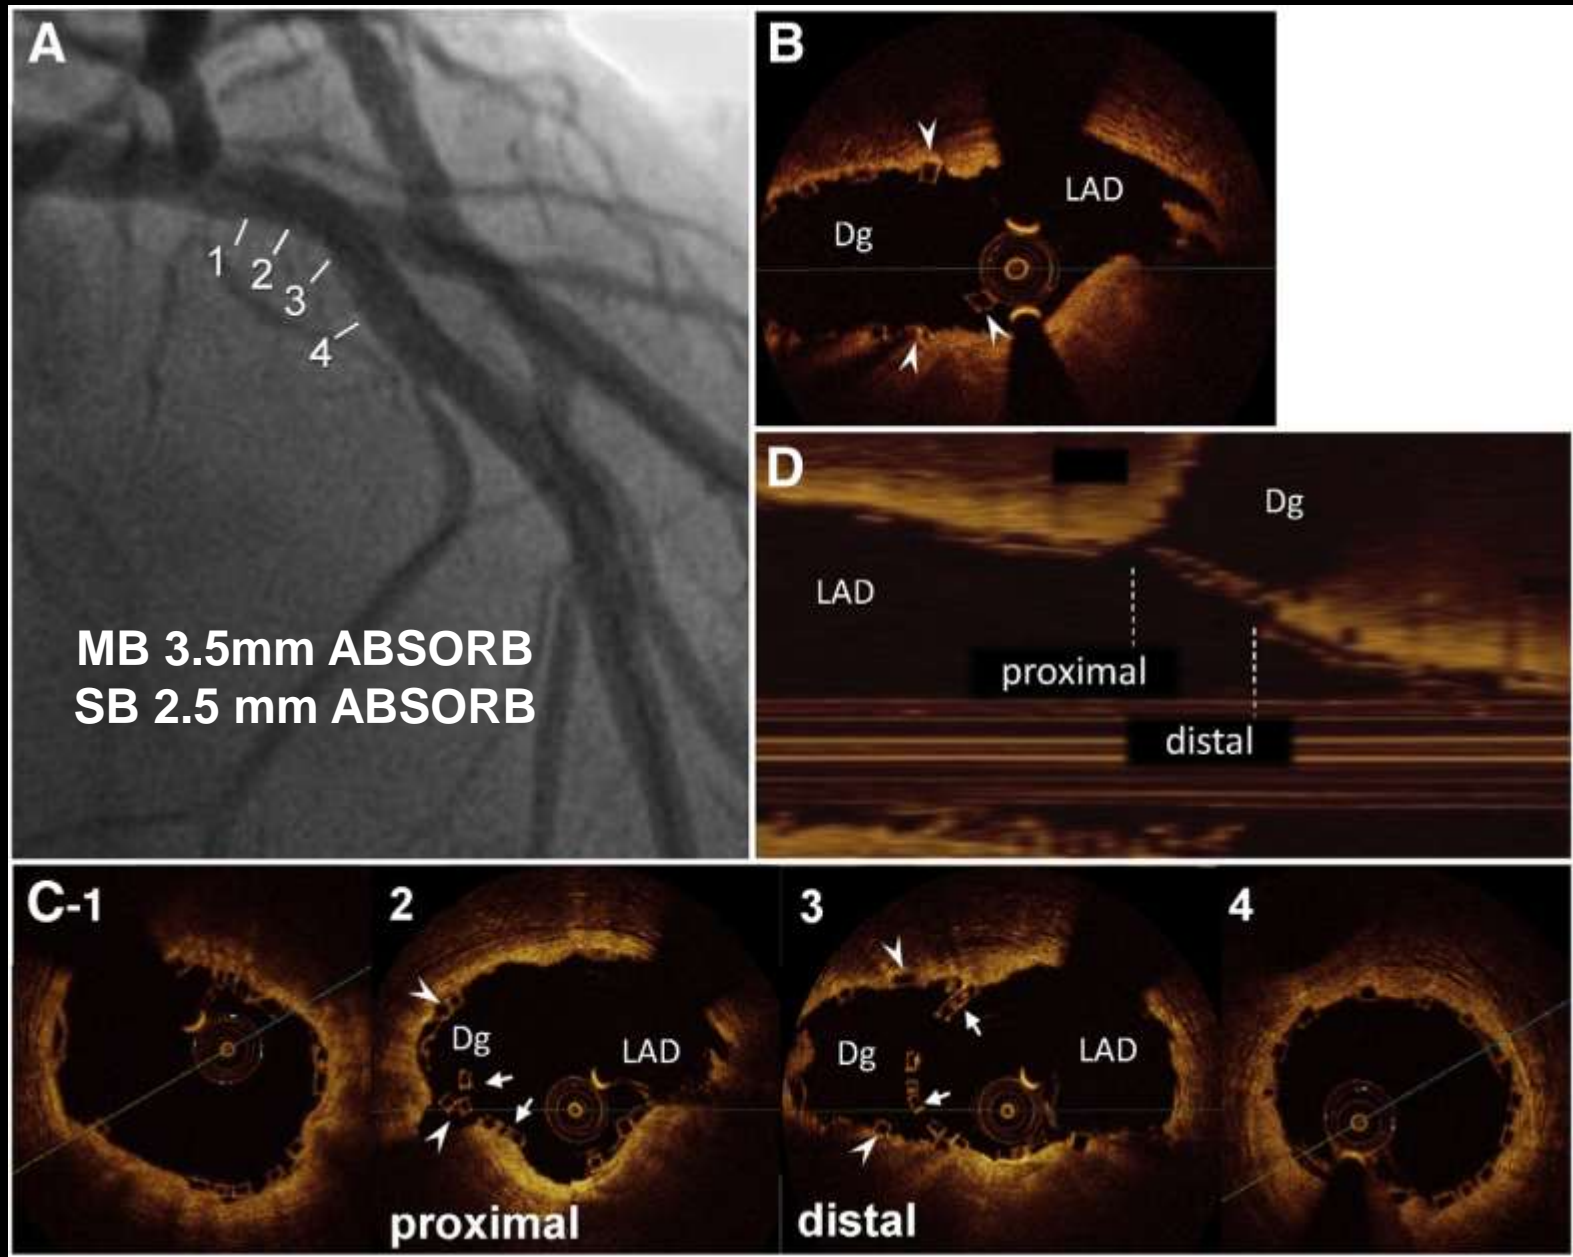 A
1
2
3
4
MB 3.5mm ABSORB
SB 2.5 mm ABSORB
B
Dg
LAD
D
Dg
LAD
proximal
distal
C-1
2
Dg
LAD
proximal
3
Dg
LAD
distal
4